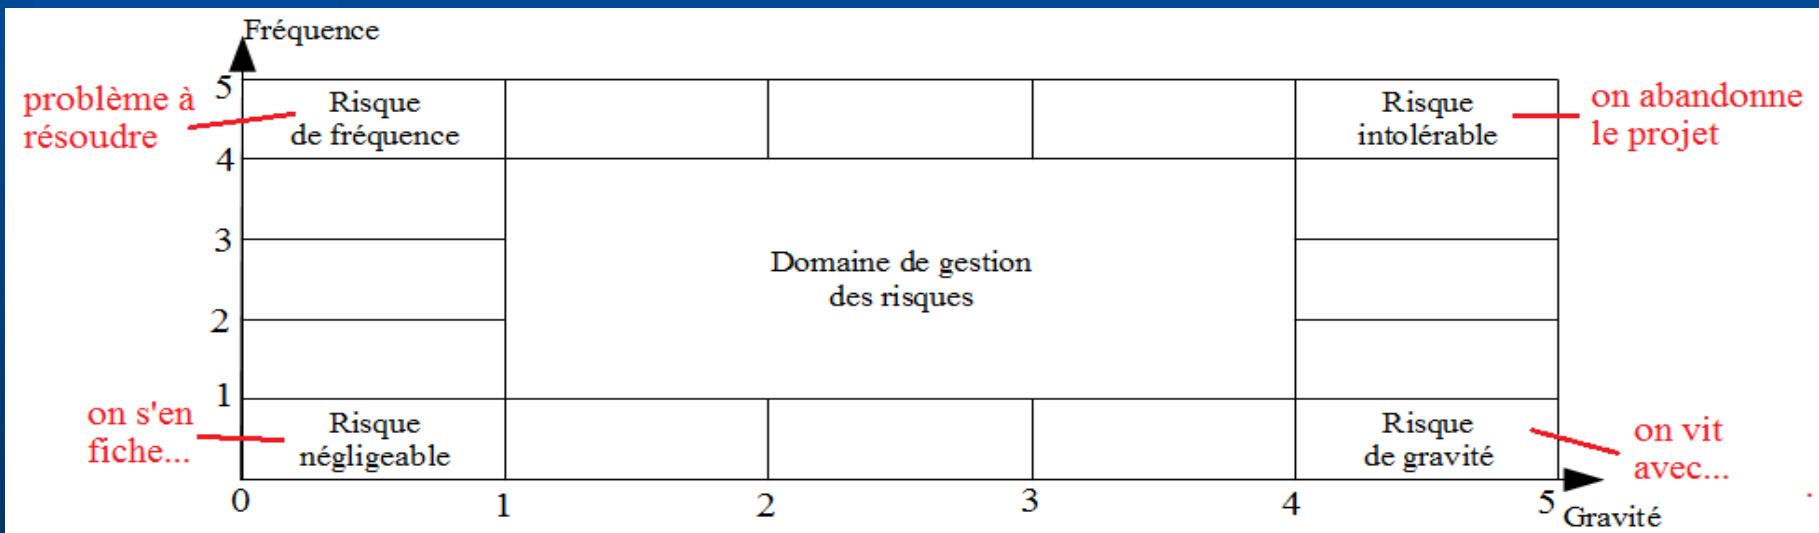 Fréquence
5
problème à
résoudre
Risque
de fréquence
Risque
intolérable
on abandonne
le projet
4
3
Domaine de gestion
des risques
2
1
on s'en
fiche...
Risque
négligeable
Risque
de gravité
on vit
avec...
0
1
2
3
4
5
Gravité